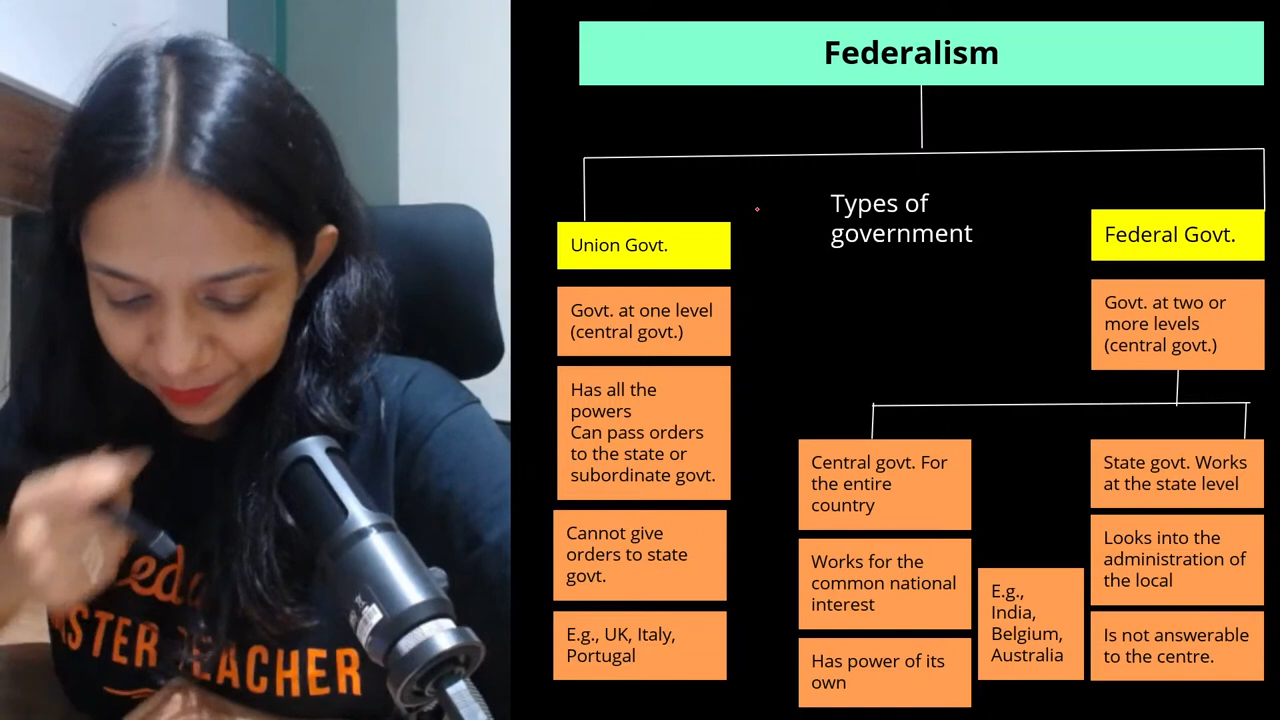 Federalism
Types of
government
Union Govt.
Govt. at one level
(central govt.)
Has all the
powers
Can pass orders
to the state or
subordinate govt.
Cannot give
orders to state
govt.
E.g., UK, Italy,
Portugal
Federal Govt.
Govt. at two or
more levels
(central govt.)
Central govt. For
the entire
country
Works for the
common national
interest
Has power of its
own
E.g.,
India,
Belgium,
Australia
State govt. Works
at the state level
Looks into the
administration of
the local
Is not answerable
to the centre.
TEACHER